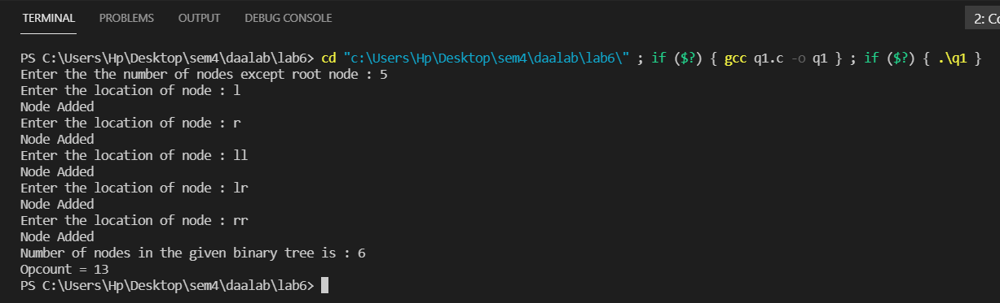 TERMINAL PROBLEMS OUTPUT DEBUG CONSOLE 2: Co
PS C:\Users\Hp\Desktop\sem4\daalab\lab6> cd "c:\Users\Hp\Desktop\sem4\daalab\lab6\" ; if ($?) { gcc q1.c -o q1 } ; if ($?) { .\q1 }
Enter the the number of nodes except root node : 5
Enter the location of node : l
Node Added
Enter the location of node : r
Node Added
Enter the location of node : ll
Node Added
Enter the location of node : lr
Node Added
Enter the location of node : rr
Node Added
Number of nodes in the given binary tree is : 6
Opcount = 13
PS C:\Users\Hp\Desktop\sem4\daalab\lab6>